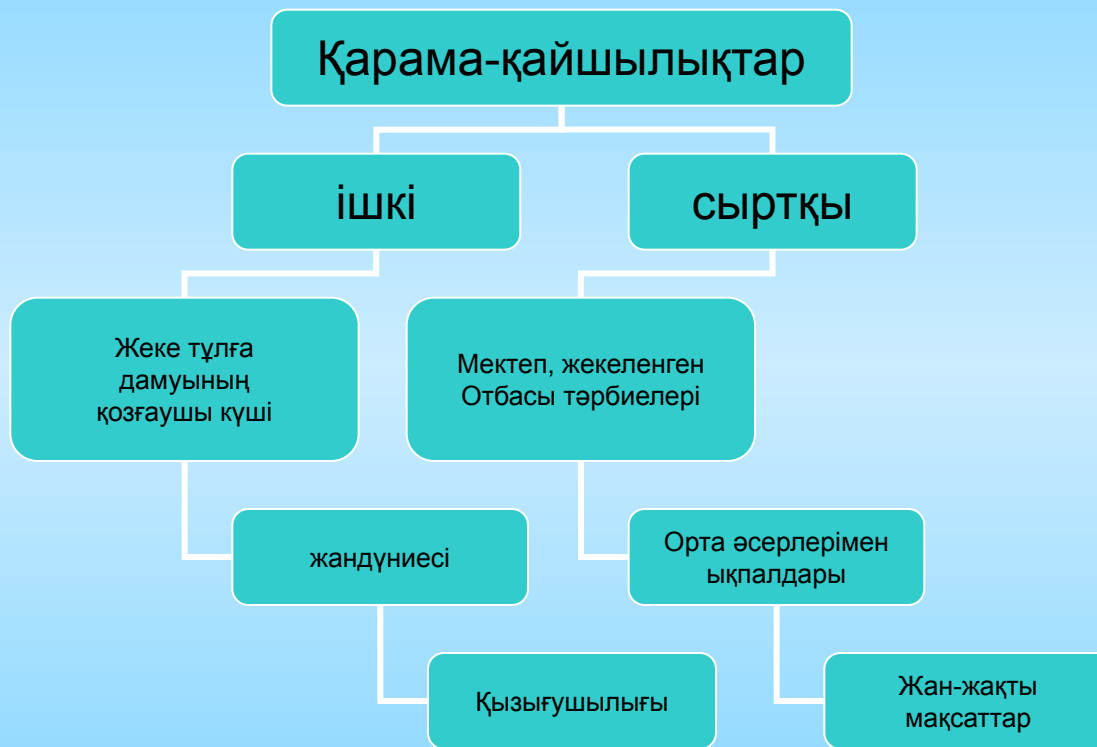 Қарама-қайшылықтар
ішкі
сыртқы
Жеке тұлға
дамуының
қозғаушы күші
Мектеп, жекеленген
Отбасы тәрбиелері
жандүниесі
Орта әсерлерімен
ықпалдары
Қызығушылығы
Жан-жақты
мақсаттар